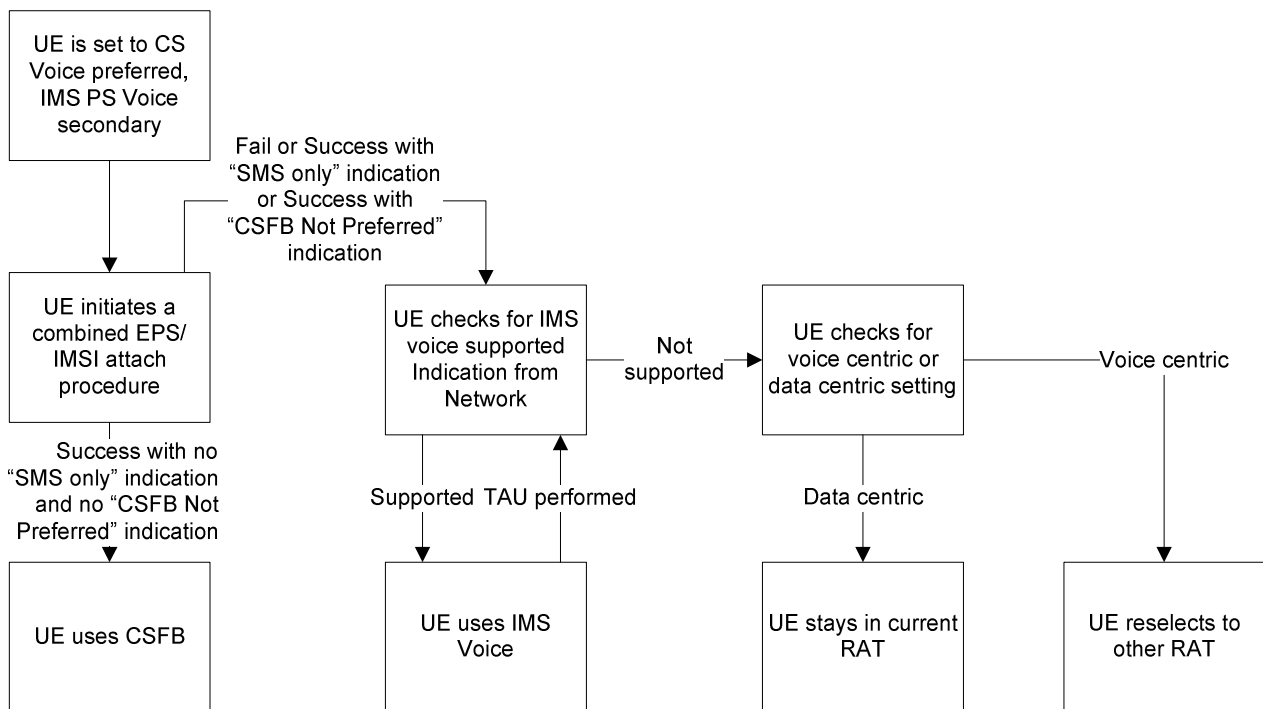 UE is set to CS
Voice preferred,
IMS PS Voice
secondary
Fail or Success with
“SMS only” indication
or Success with
“CSFB Not Preferred”
indication
UE initiates a
combined EPS/
IMSI attach
procedure
UE checks for IMS
voice supported
Indication from
Network
Not
supported
UE checks for
voice centric or
data centric setting
Voice centric
Success with no
“SMS only” indication
and no “CSFB Not
Preferred” indication
Supported
TAU performed
Data centric
UE uses CSFB
UE uses IMS
Voice
UE stays in current
RAT
UE reselects to
other RAT